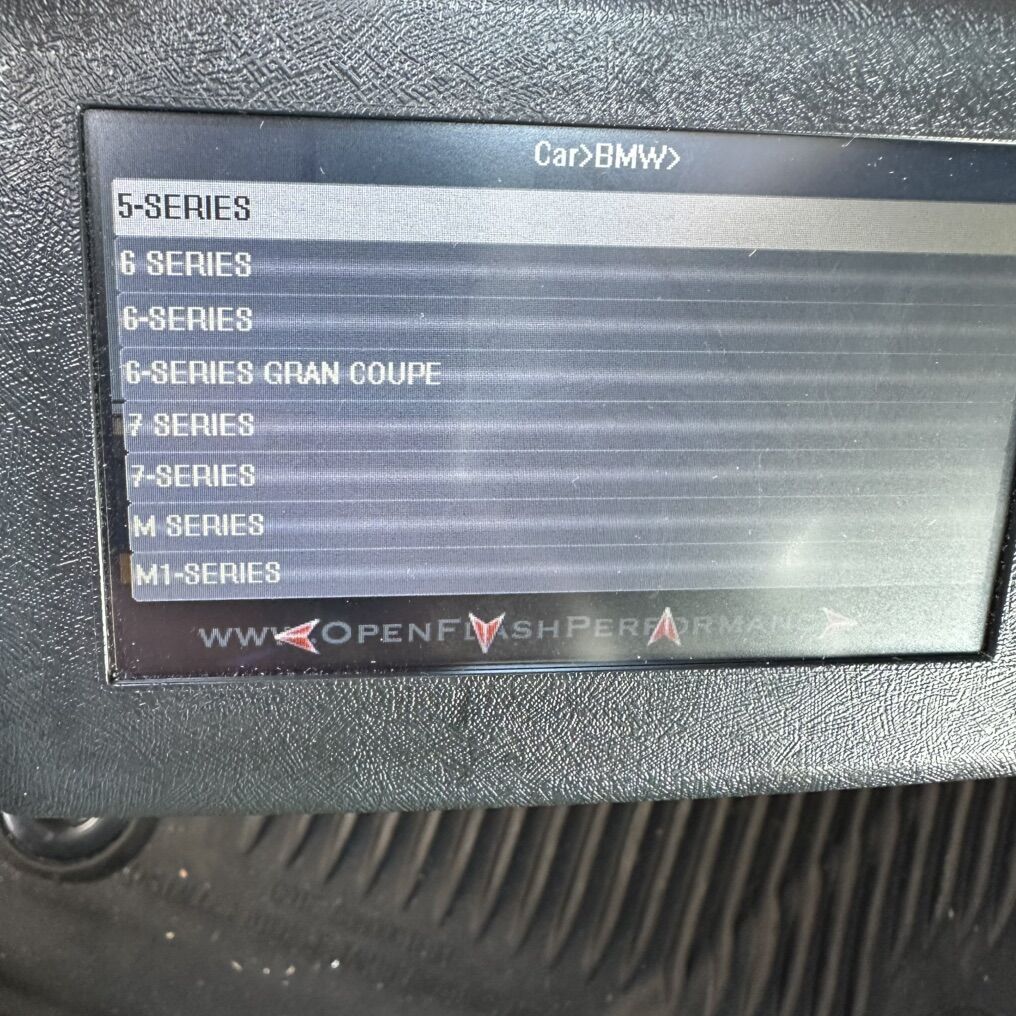 Car>BMW>
5-SERIES
6 SERIES
6-SERIES
6-SERIES GRAN COUPE
7 SERIES
7-SERIES
M SERIES
M1-SERIES